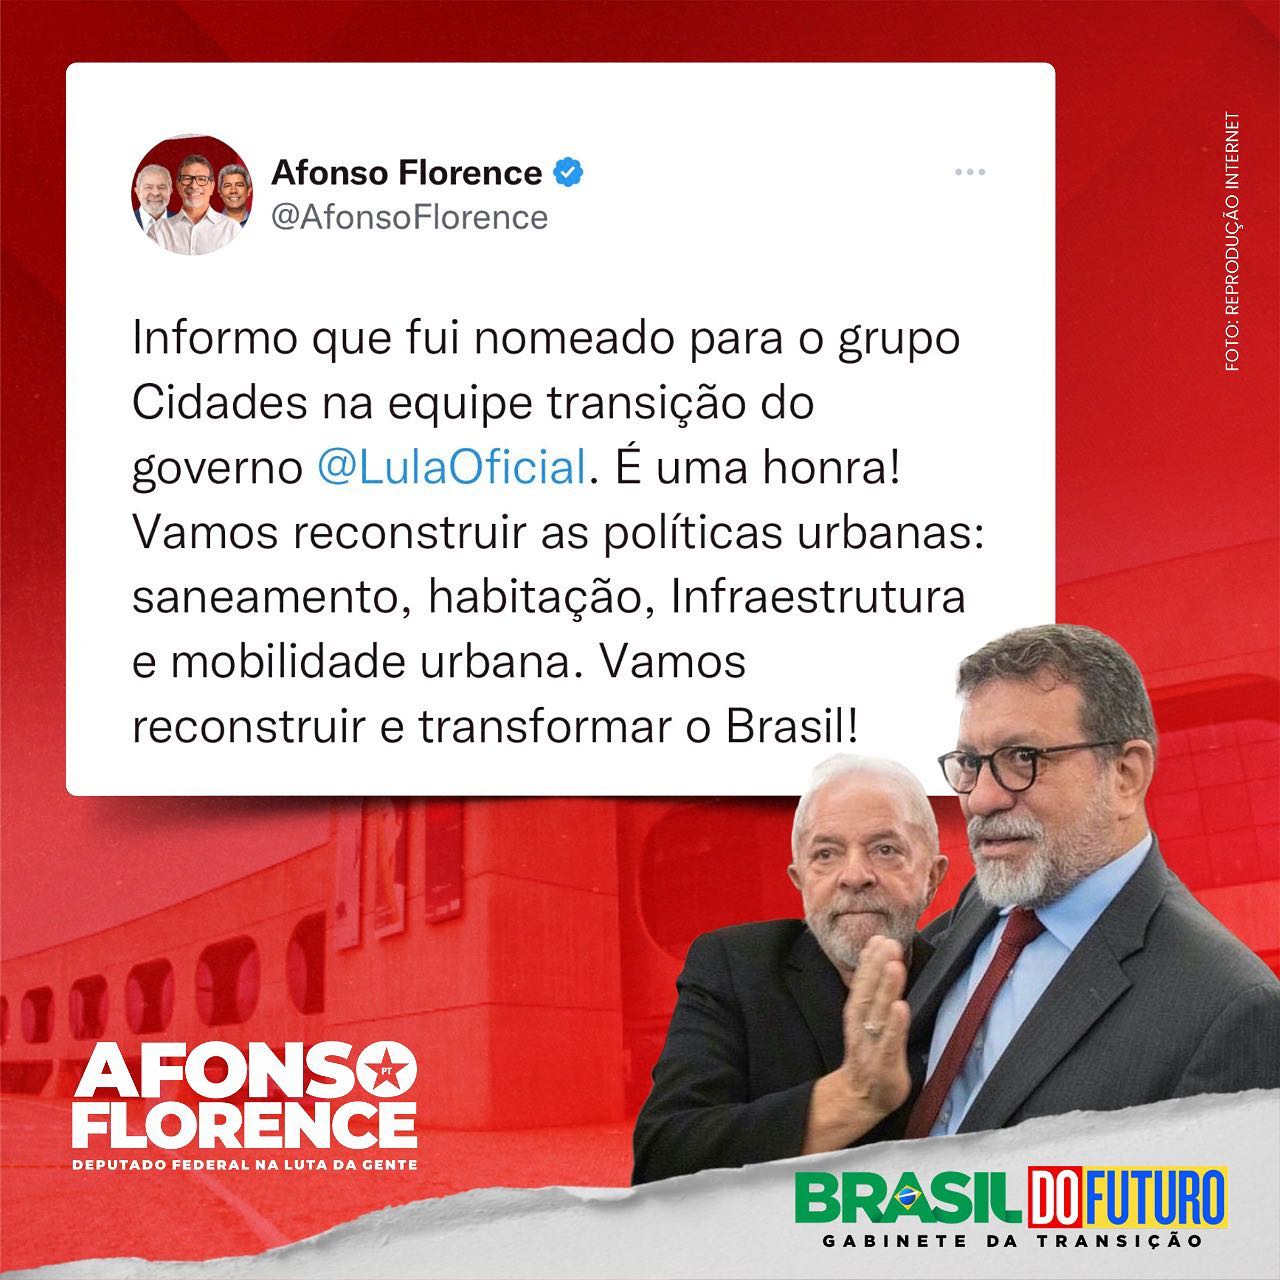 Afonso Florence
@AfonsoFlorence
Informo que fui nomeado para o grupo
Cidades na equipe transição do
governo @LulaOficial. É uma honra!
Vamos reconstruir as políticas urbanas:
saneamento, habitação, Infraestrutura
e mobilidade urbana. Vamos
reconstruir e transformar o Brasil!
FOTO: REPRODUÇÃO INTERNET
AFONSO
PT
FLORENCE
DEPUTADO FEDERAL NA LUTA DA GENTE
BRASIL DO FUTURO
GABINETE DA TRANSIÇÃO